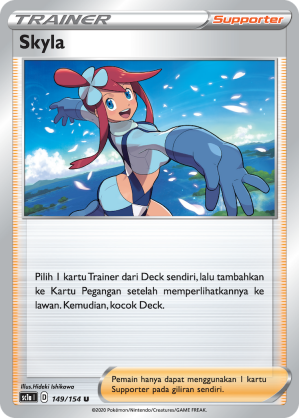 TRAINER
Supporter
Skyla
Pilih 1 kartu Trainer dari Deck sendiri, lalu tambahkan
ke Kartu Pegangan setelah memperlihatkannya ke
lawan. Kemudian, kocok Deck.
Illus. Hideki Ishikawa
sc1a I D 149/154 U
Pemain hanya dapat menggunakan 1 kartu
Supporter pada giliran sendiri.
©2020 Pokémon/Nintendo/Creatures/GAME FREAK.